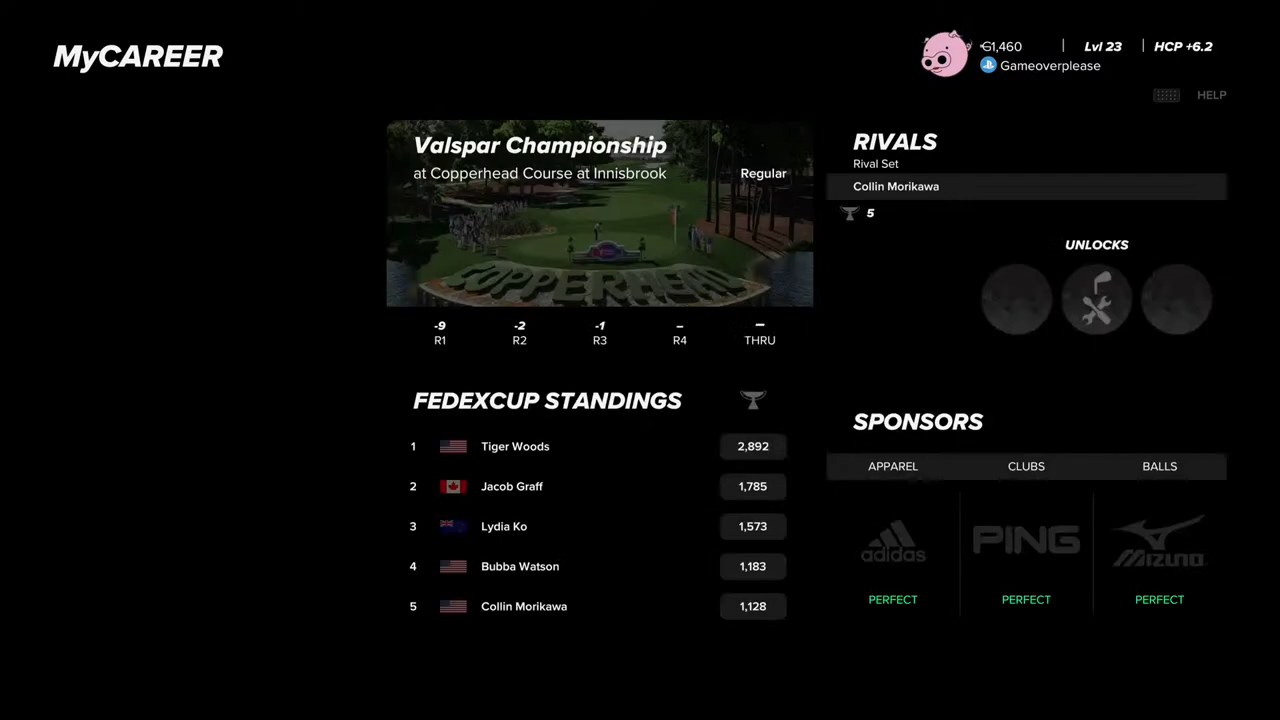 MyCAREER
1,460
Lvl 23
HCP +6.2
Gameoverplease
HELP
Valspar Championship
at Copperhead Course at Innisbrook
Regular
COPPERHEAD
-9
-2
-1
–
–
R1
R2
R3
R4
THRU
FEDEXCUP STANDINGS
1 Tiger Woods 2,892
2 Jacob Graff 1,785
3 Lydia Ko 1,573
4 Bubba Watson 1,183
5 Collin Morikawa 1,128
RIVALS
Rival Set
Collin Morikawa
5
UNLOCKS
SPONSORS
APPAREL
CLUBS
BALLS
adidas
PING
MIZUNO
PERFECT
PERFECT
PERFECT